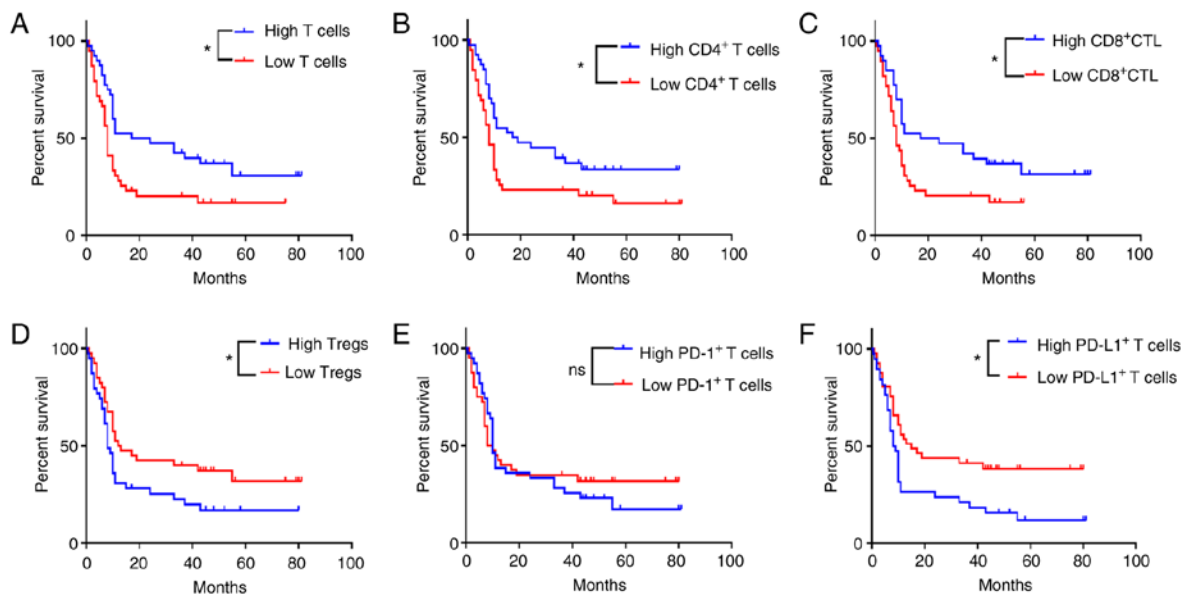 A
High T cells
*
Low T cells
100
50
0
Percent survival
0 20 40 60 80 100
Months
B
High CD4⁺ T cells
*
Low CD4⁺ T cells
100
50
0
Percent survival
0 20 40 60 80 100
Months
C
High CD8⁺CTL
*
Low CD8⁺CTL
100
50
0
Percent survival
0 20 40 60 80 100
Months
D
High Tregs
*
Low Tregs
100
50
0
Percent survival
0 20 40 60 80 100
Months
E
High PD-1⁺ T cells
ns
Low PD-1⁺ T cells
100
50
0
Percent survival
0 20 40 60 80 100
Months
F
High PD-L1⁺ T cells
*
Low PD-L1⁺ T cells
100
50
0
Percent survival
0 20 40 60 80 100
Months